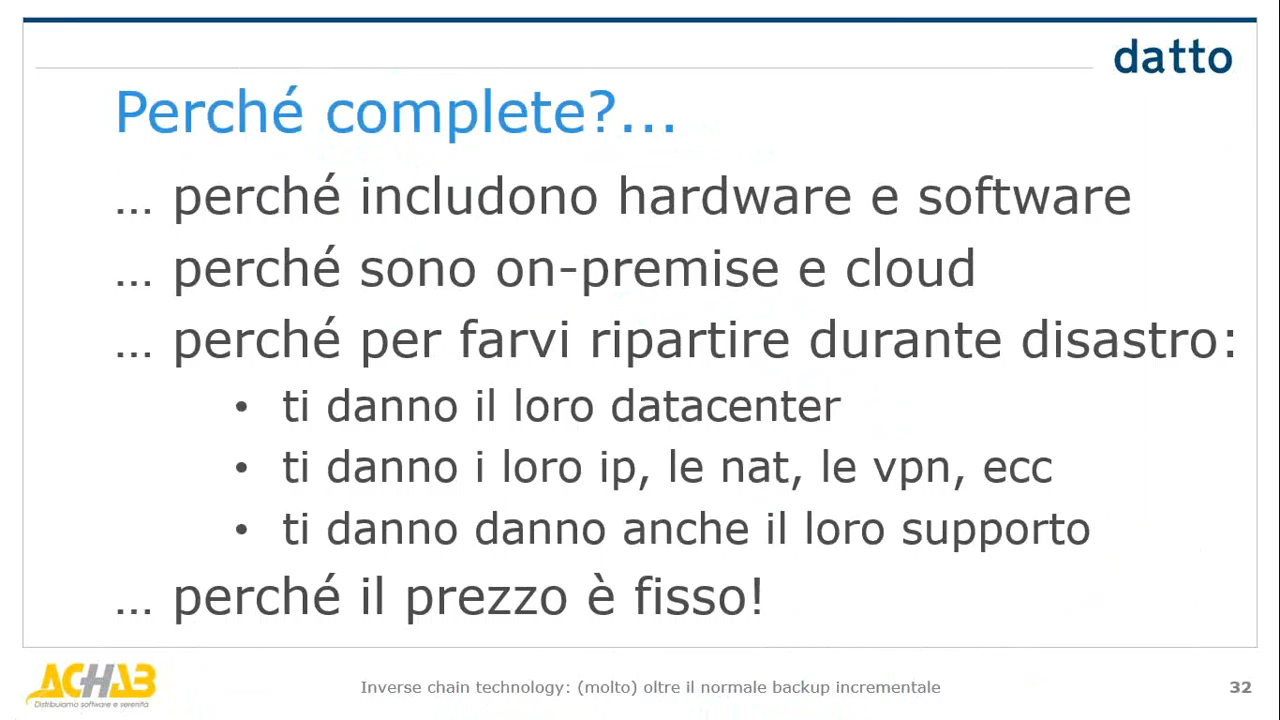 datto
Perché complete?...
... perché includono hardware e software
... perché sono on-premise e cloud
... perché per farvi ripartire durante disastro:
• ti danno il loro datacenter
• ti danno i loro ip, le nat, le vpn, ecc
• ti danno danno anche il loro supporto
... perché il prezzo è fisso!
ACHAB
Distribuiamo software e serenità
Inverse chain technology: (molto) oltre il normale backup incrementale
32